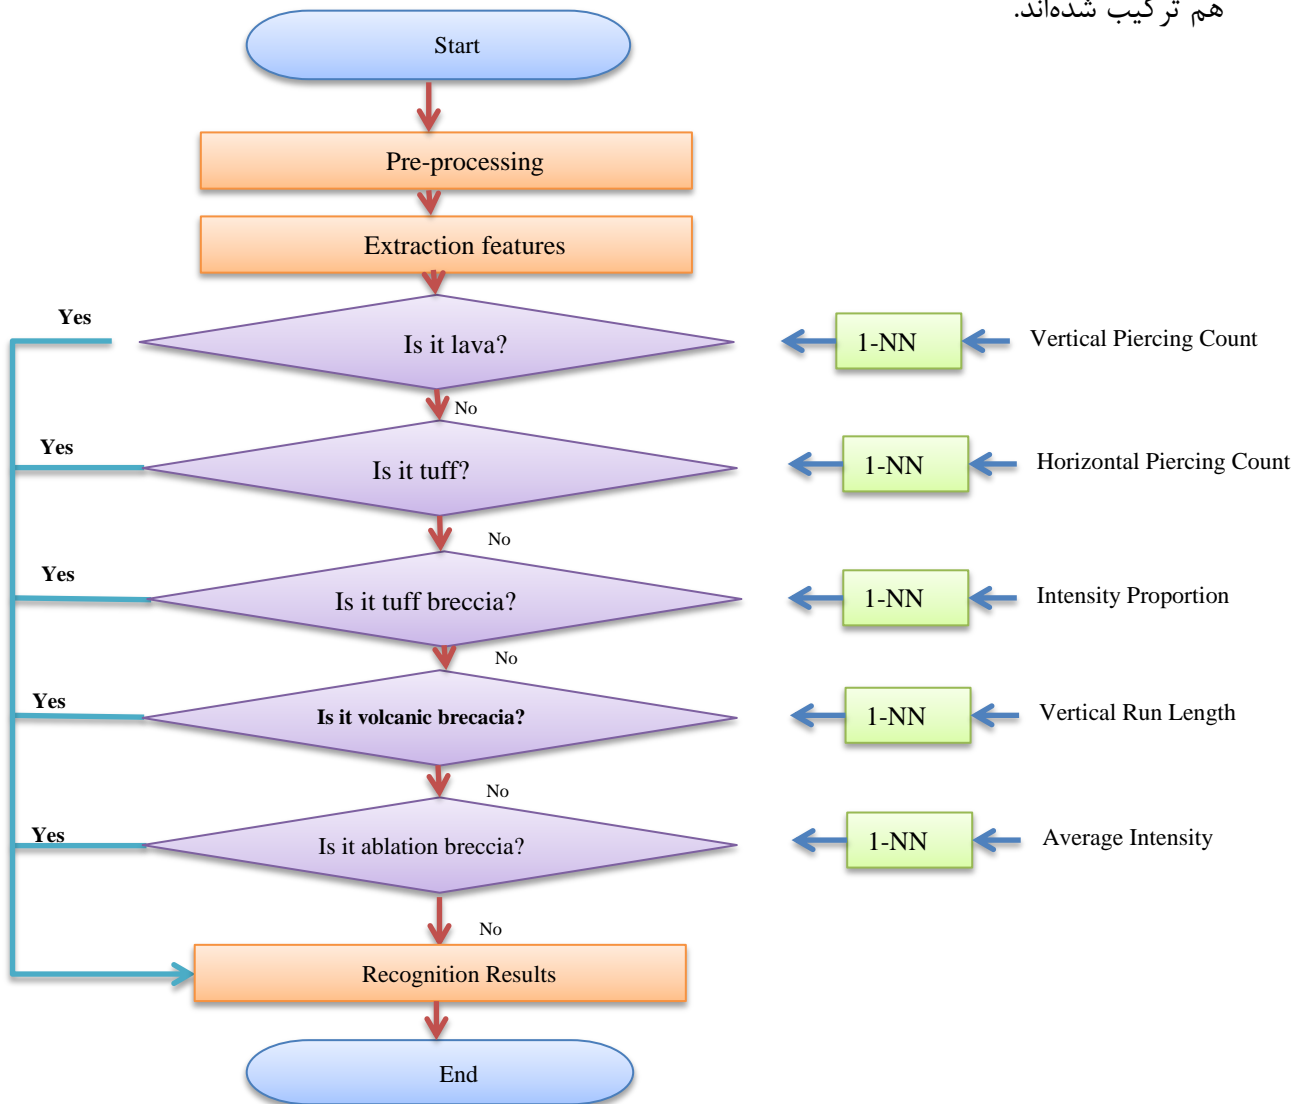 هم ترکیب شده‌اند.
Start
Pre-processing
Extraction features
Yes
Is it lava?
1-NN
Vertical Piercing Count
No
Yes
Is it tuff?
1-NN
Horizontal Piercing Count
No
Yes
Is it tuff breccia?
1-NN
Intensity Proportion
No
Yes
Is it volcanic brecacia?
1-NN
Vertical Run Length
No
Yes
Is it ablation breccia?
1-NN
Average Intensity
No
Recognition Results
End